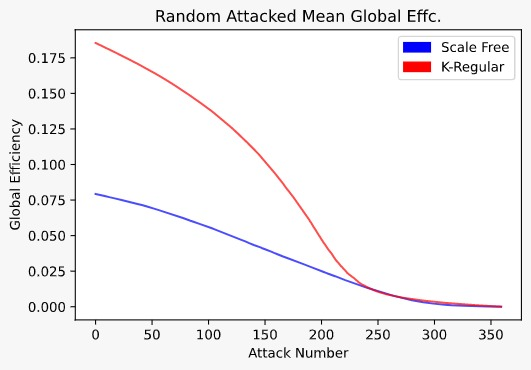 Random Attacked Mean Global Effc.
Scale Free
K-Regular
Global Efficiency
0.175
0.150
0.125
0.100
0.075
0.050
0.025
0.000
0 50 100 150 200 250 300 350
Attack Number